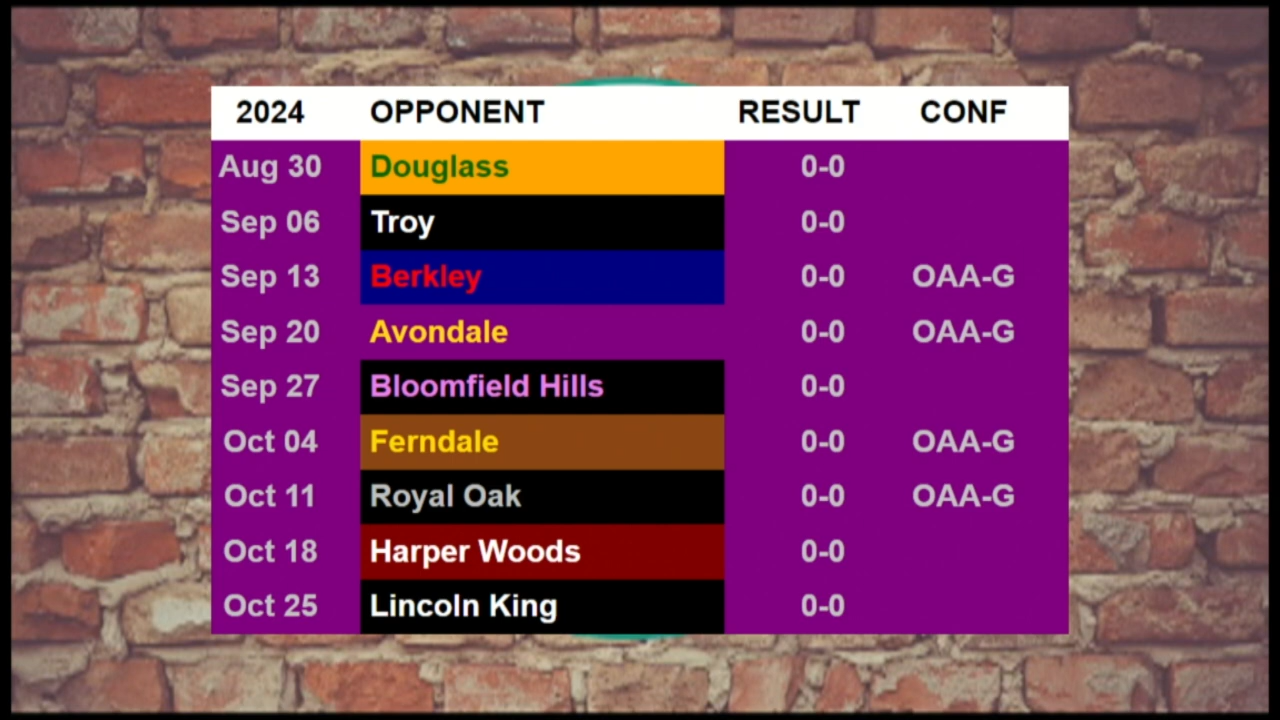 2024 OPPONENT RESULT CONF
Aug 30 Douglass 0-0
Sep 06 Troy 0-0
Sep 13 Berkley 0-0 OAA-G
Sep 20 Avondale 0-0 OAA-G
Sep 27 Bloomfield Hills 0-0
Oct 04 Ferndale 0-0 OAA-G
Oct 11 Royal Oak 0-0 OAA-G
Oct 18 Harper Woods 0-0
Oct 25 Lincoln King 0-0